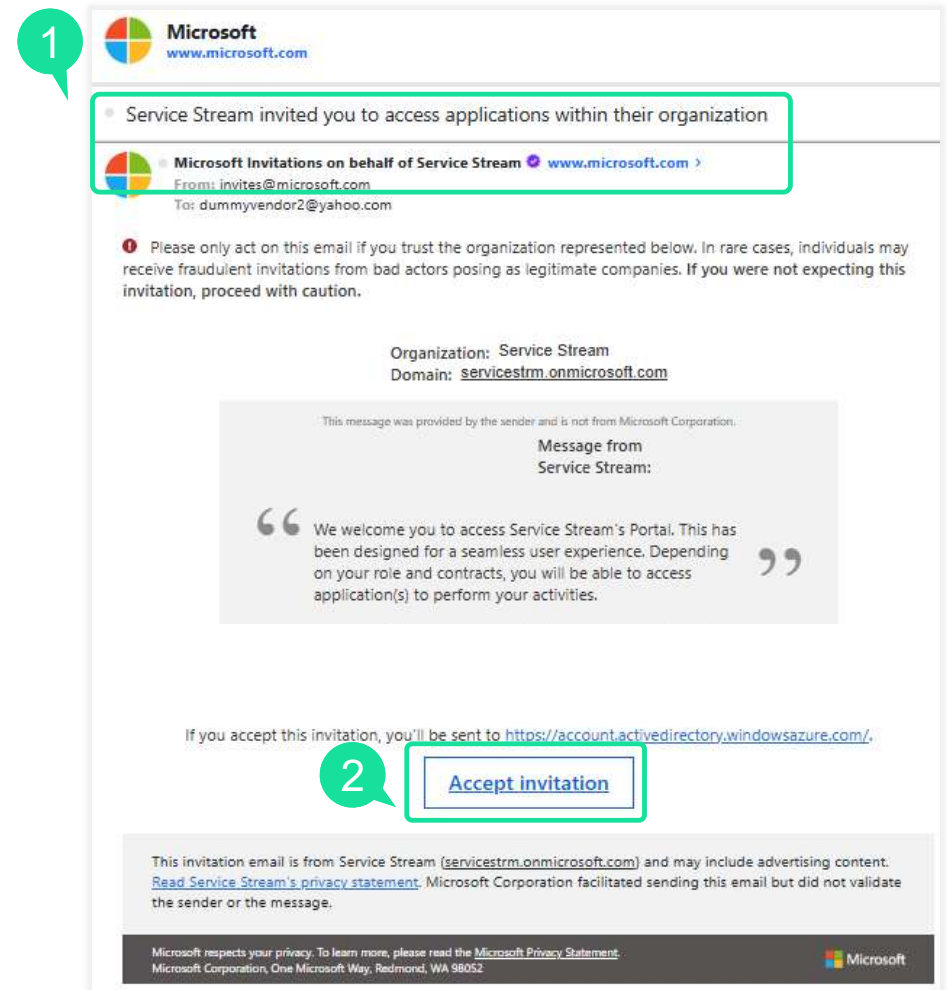 1
Microsoft
www.microsoft.com
Service Stream invited you to access applications within their organization
Microsoft Invitations on behalf of Service Stream www.microsoft.com >
From: invites@microsoft.com
To: dummyvendor2@yahoo.com
Please only act on this email if you trust the organization represented below. In rare cases, individuals may
receive fraudulent invitations from bad actors posing as legitimate companies. If you were not expecting this
invitation, proceed with caution.
Organization: Service Stream
Domain: servicestrm.onmicrosoft.com
This message was provided by the sender and is not from Microsoft Corporation.
Message from
Service Stream:
“ We welcome you to access Service Stream's Portal. This has
been designed for a seamless user experience. Depending
on your role and contracts, you will be able to access
application(s) to perform your activities. ”
If you accept this invitation, you'll be sent to https://account.activedirectory.windowsazure.com/.
2
Accept invitation
This invitation email is from Service Stream (servicestrm.onmicrosoft.com) and may include advertising content.
Read Service Stream's privacy statement. Microsoft Corporation facilitated sending this email but did not validate
the sender or the message.
Microsoft respects your privacy. To learn more, please read the Microsoft Privacy Statement.
Microsoft Corporation, One Microsoft Way, Redmond, WA 98052
Microsoft